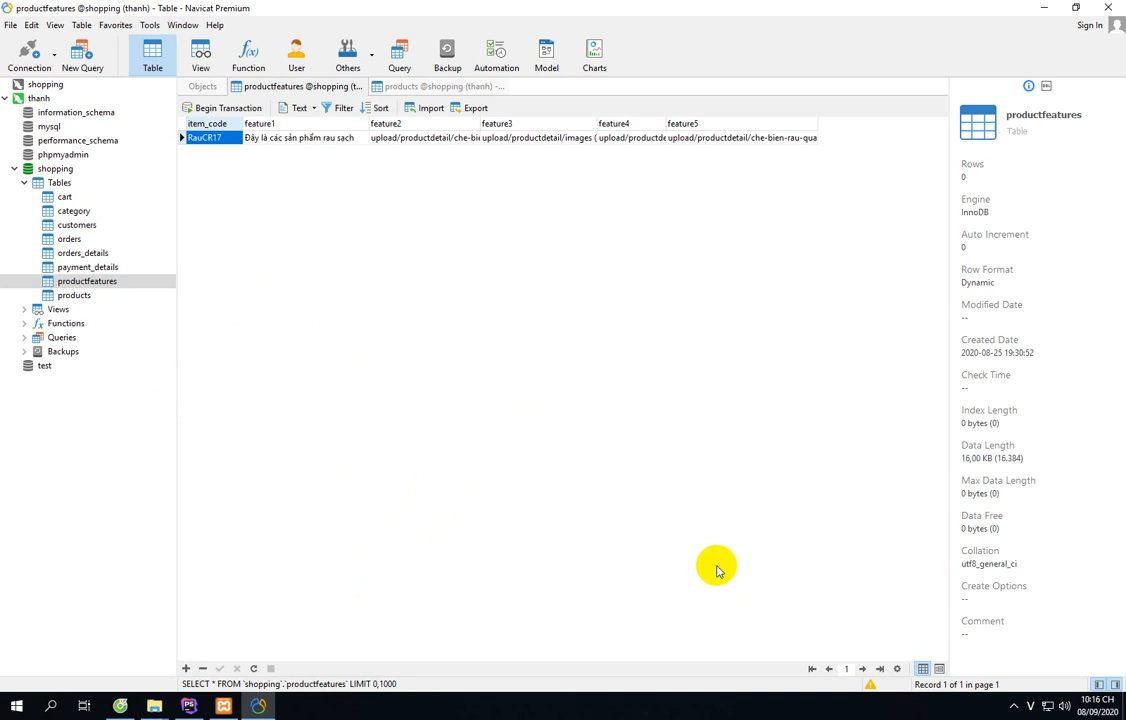 productfeatures @shopping (thanh) - Table - Navicat Premium
File Edit View Table Favorites Tools Window Help
Sign In
Connection New Query Table View Function User Others Query Backup Automation Model Charts
Objects productfeatures @shopping (t... products @shopping (thanh) -...
Begin Transaction Text Filter Sort Import Export
item_code feature1 feature2 feature3 feature4 feature5
RauCR17 Đây là các sản phẩm rau sạch upload/productdetail/che-bi upload/productdetail/images ( upload/productd upload/productdetail/che-bien-rau-qua
shopping
thanh
information_schema
mysql
performance_schema
phpmyadmin
shopping
Tables
cart
category
customers
orders
orders_details
payment_details
productfeatures
products
Views
Functions
Queries
Backups
test
productfeatures
Table
Rows
0
Engine
InnoDB
Auto Increment
0
Row Format
Dynamic
Modified Date
--
Created Date
2020-08-25 19:30:52
Check Time
--
Index Length
0 bytes (0)
Data Length
16,00 KB (16.384)
Max Data Length
0 bytes (0)
Data Free
0 bytes (0)
Collation
utf8_general_ci
Create Options
--
Comment
--
1
SELECT * FROM `shopping`.`productfeatures` LIMIT 0,1000
Record 1 of 1 in page 1
10:16 CH
08/09/2020